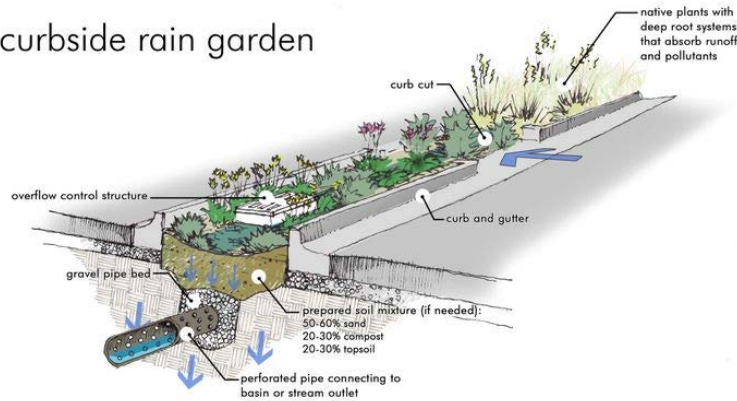 curbside rain garden
native plants with
deep root systems
that absorb runoff
and pollutants
curb cut
overflow control structure
curb and gutter
gravel pipe bed
prepared soil mixture (if needed):
50-60% sand
20-30% compost
20-30% topsoil
perforated pipe connecting to
basin or stream outlet